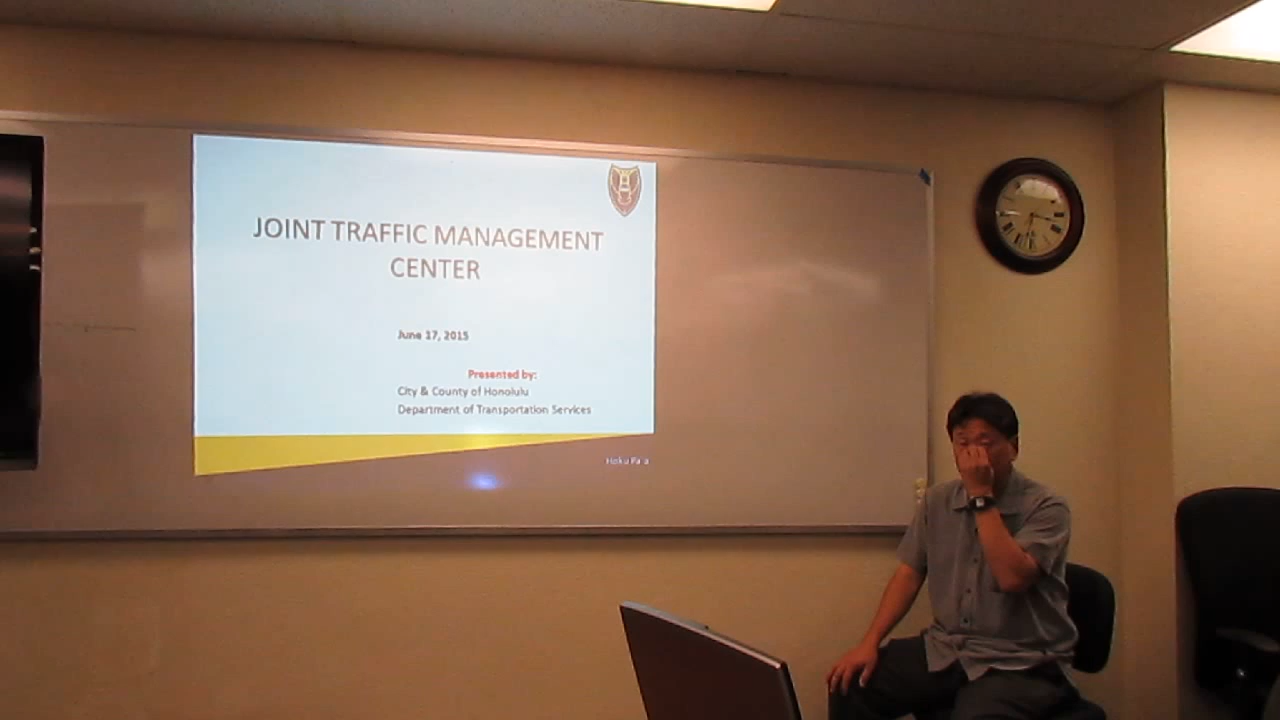 JOINT TRAFFIC MANAGEMENT
CENTER
June 17, 2015
Presented by:
City & County of Honolulu
Department of Transportation Services